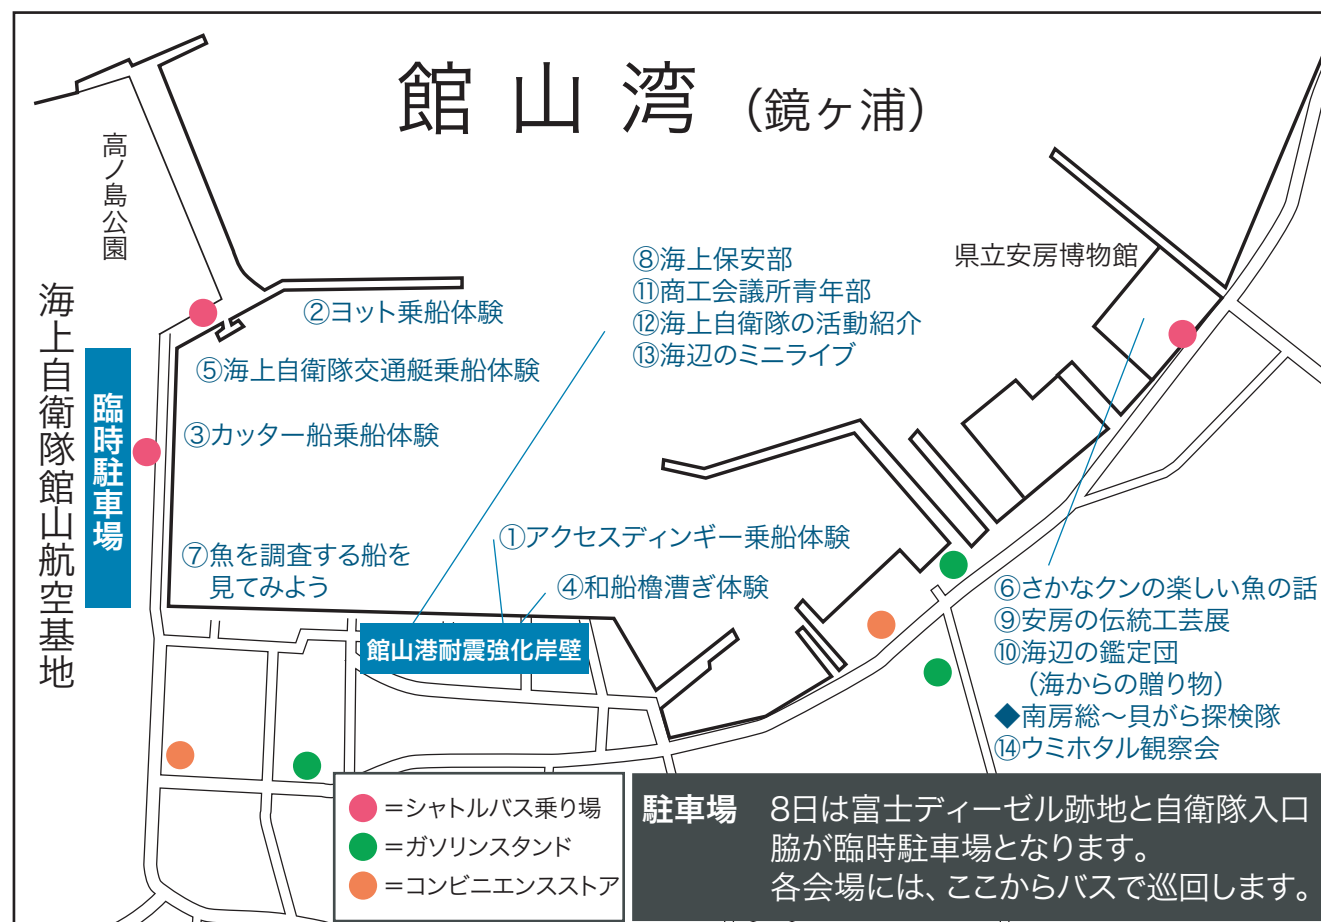 館山湾（鏡ヶ浦）
高ノ島公園
海上自衛隊館山航空基地
臨時駐車場
②ヨット乗船体験
⑤海上自衛隊交通艇乗船体験
③カッター船乗船体験
⑦魚を調査する船を
見てみよう
⑧海上保安部
⑪商工会議所青年部
⑫海上自衛隊の活動紹介
⑬海辺のミニライブ
県立安房博物館
①アクセスディンギー乗船体験
④和船櫓漕ぎ体験
館山港耐震強化岸壁
⑥さかなクンの楽しい魚の話
⑨安房の伝統工芸展
⑩海辺の鑑定団
（海からの贈り物）
◆南房総～貝がら探検隊
⑭ウミホタル観察会
＝シャトルバス乗り場
＝ガソリンスタンド
＝コンビニエンスストア
駐車場　8日は富士ディーゼル跡地と自衛隊入口
脇が臨時駐車場となります。
各会場には、ここからバスで巡回します。